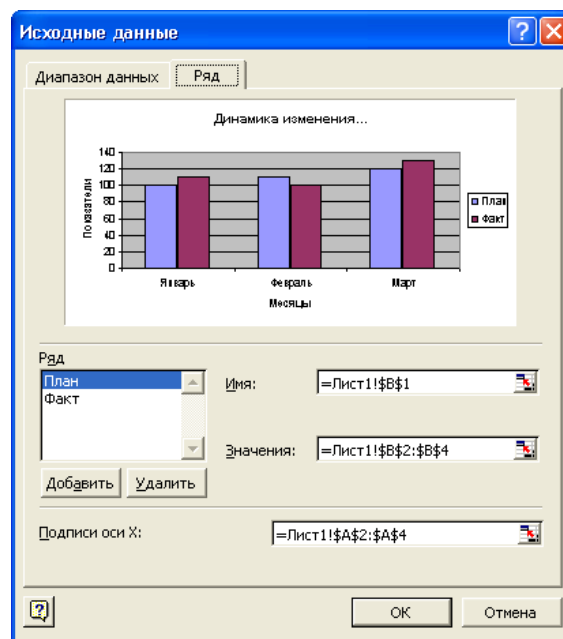 Исходные данные
Диапазон данных Ряд
Динамика изменения...
Показатели
140
120
100
80
60
40
20
0
Январь Февраль Март
Месяцы
План
Факт
Ряд
План
Факт
Имя: =Лист1!$B$1
Значения: =Лист1!$B$2:$B$4
Добавить Удалить
Подписи оси X: =Лист1!$A$2:$A$4
ОК Отмена